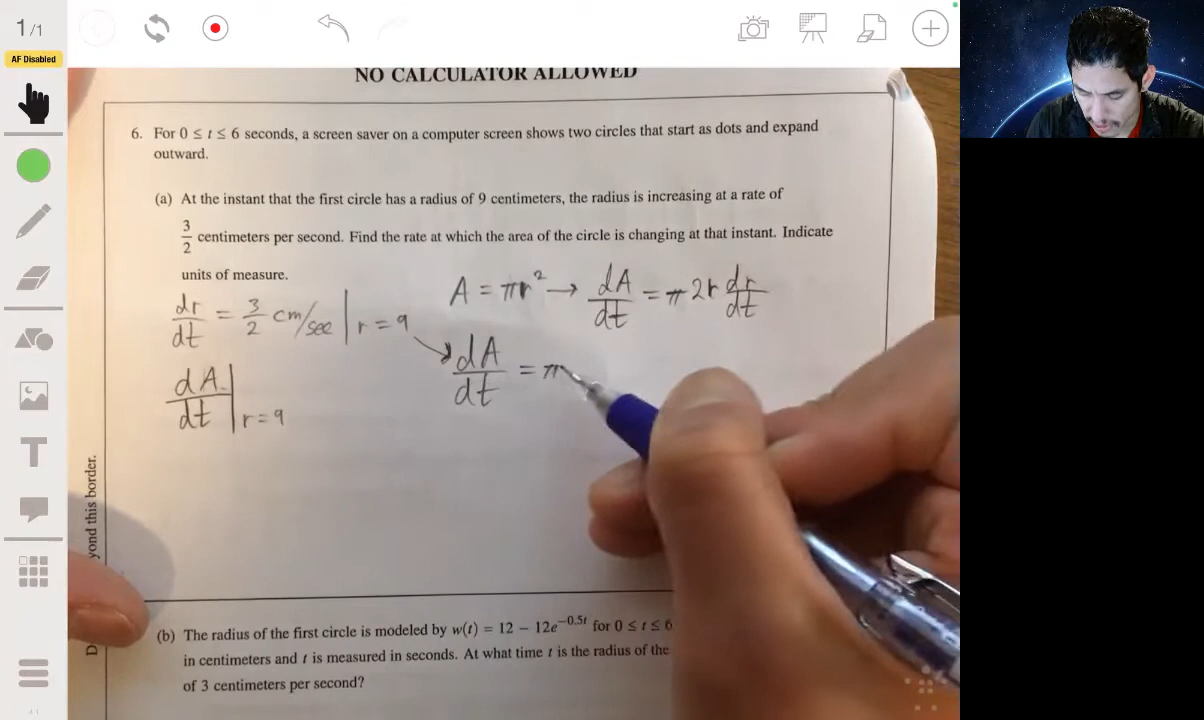 1/1
AF Disabled
T
NO CALCULATOR ALLOWED
6. For 0 ≤ t ≤ 6 seconds, a screen saver on a computer screen shows two circles that start as dots and expand
outward.
(a) At the instant that the first circle has a radius of 9 centimeters, the radius is increasing at a rate of
3/2 centimeters per second. Find the rate at which the area of the circle is changing at that instant. Indicate
units of measure.
dr/dt = 3/2 cm/sec | r = 9
A = πr² → dA/dt = π2r dr/dt
dA/dt | r = 9
dA/dt = π
yond this border.
(b) The radius of the first circle is modeled by w(t) = 12 − 12e^−0.5t for 0 ≤ t ≤ 6
in centimeters and t is measured in seconds. At what time t is the radius of the
of 3 centimeters per second?